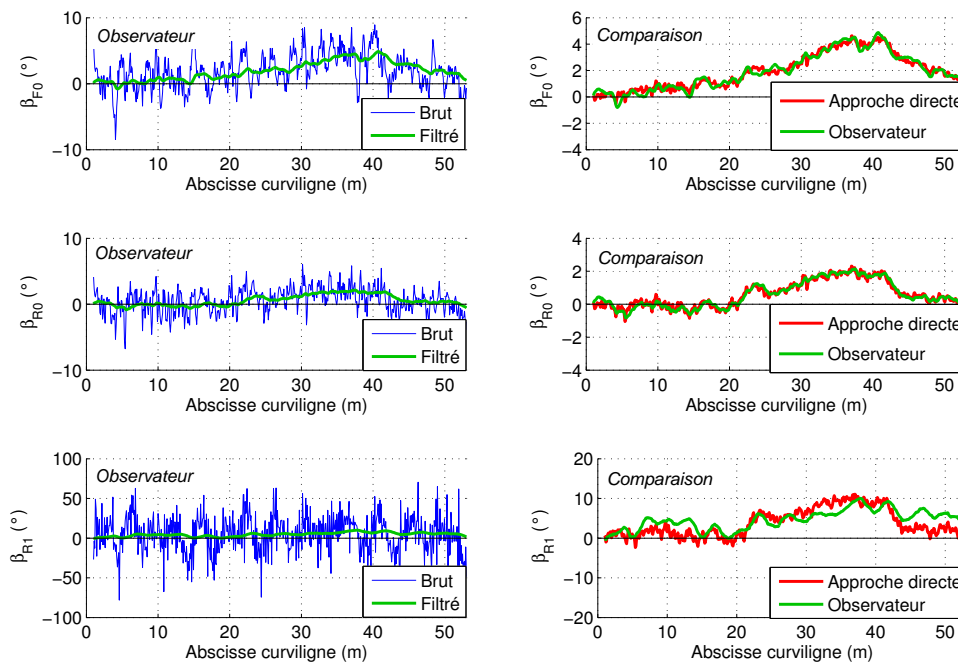 10
Observateur
0
−10
β_F0 (°)
Brut
Filtré
0 10 20 30 40 50
Abscisse curviligne (m)
6
Comparaison
4
2
0
−2
−4
β_F0 (°)
Approche directe
Observateur
0 10 20 30 40 50
Abscisse curviligne (m)
10
Observateur
0
−10
β_R0 (°)
Brut
Filtré
0 10 20 30 40 50
Abscisse curviligne (m)
4
Comparaison
2
0
−2
−4
β_R0 (°)
Approche directe
Observateur
0 10 20 30 40 50
Abscisse curviligne (m)
100
Observateur
50
0
−50
−100
β_R1 (°)
Brut
Filtré
0 10 20 30 40 50
Abscisse curviligne (m)
20
Comparaison
10
0
−10
−20
β_R1 (°)
Approche directe
Observateur
0 10 20 30 40 50
Abscisse curviligne (m)